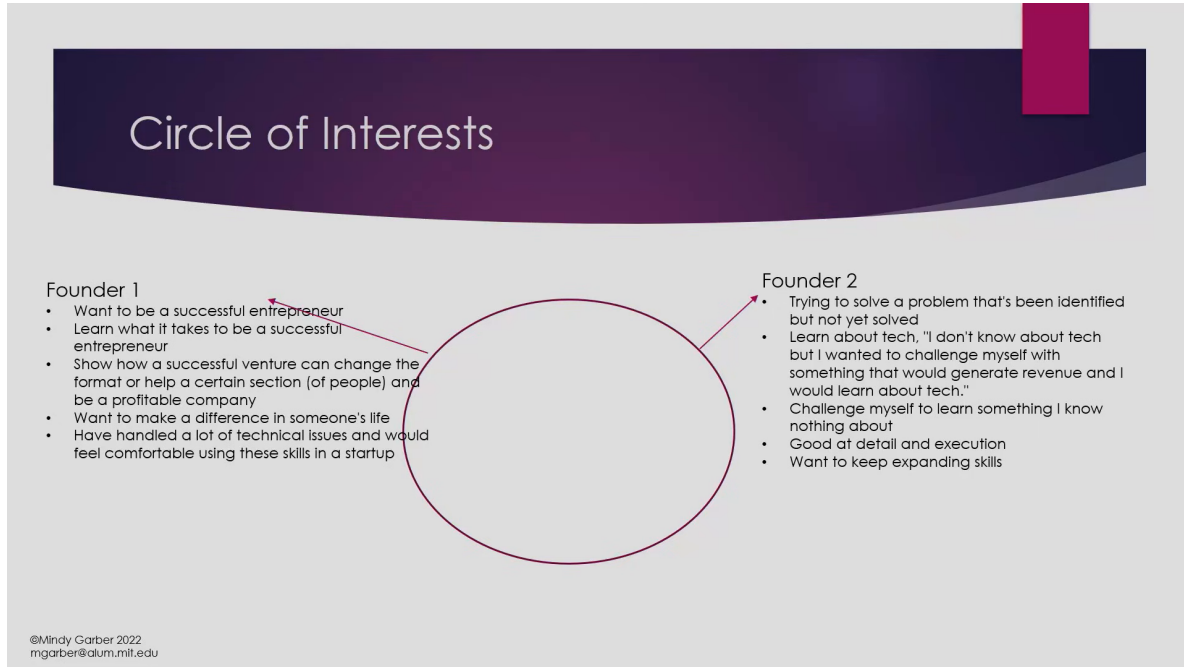 Circle of Interests
Founder 1
• Want to be a successful entrepreneur
• Learn what it takes to be a successful
entrepreneur
• Show how a successful venture can change the
format or help a certain section (of people) and
be a profitable company
• Want to make a difference in someone's life
• Have handled a lot of technical issues and would
feel comfortable using these skills in a startup
Founder 2
• Trying to solve a problem that's been identified
but not yet solved
• Learn about tech, "I don't know about tech
but I wanted to challenge myself with
something that would generate revenue and I
would learn about tech."
• Challenge myself to learn something I know
nothing about
• Good at detail and execution
• Want to keep expanding skills
©Mindy Garber 2022
mgarber@alum.mit.edu